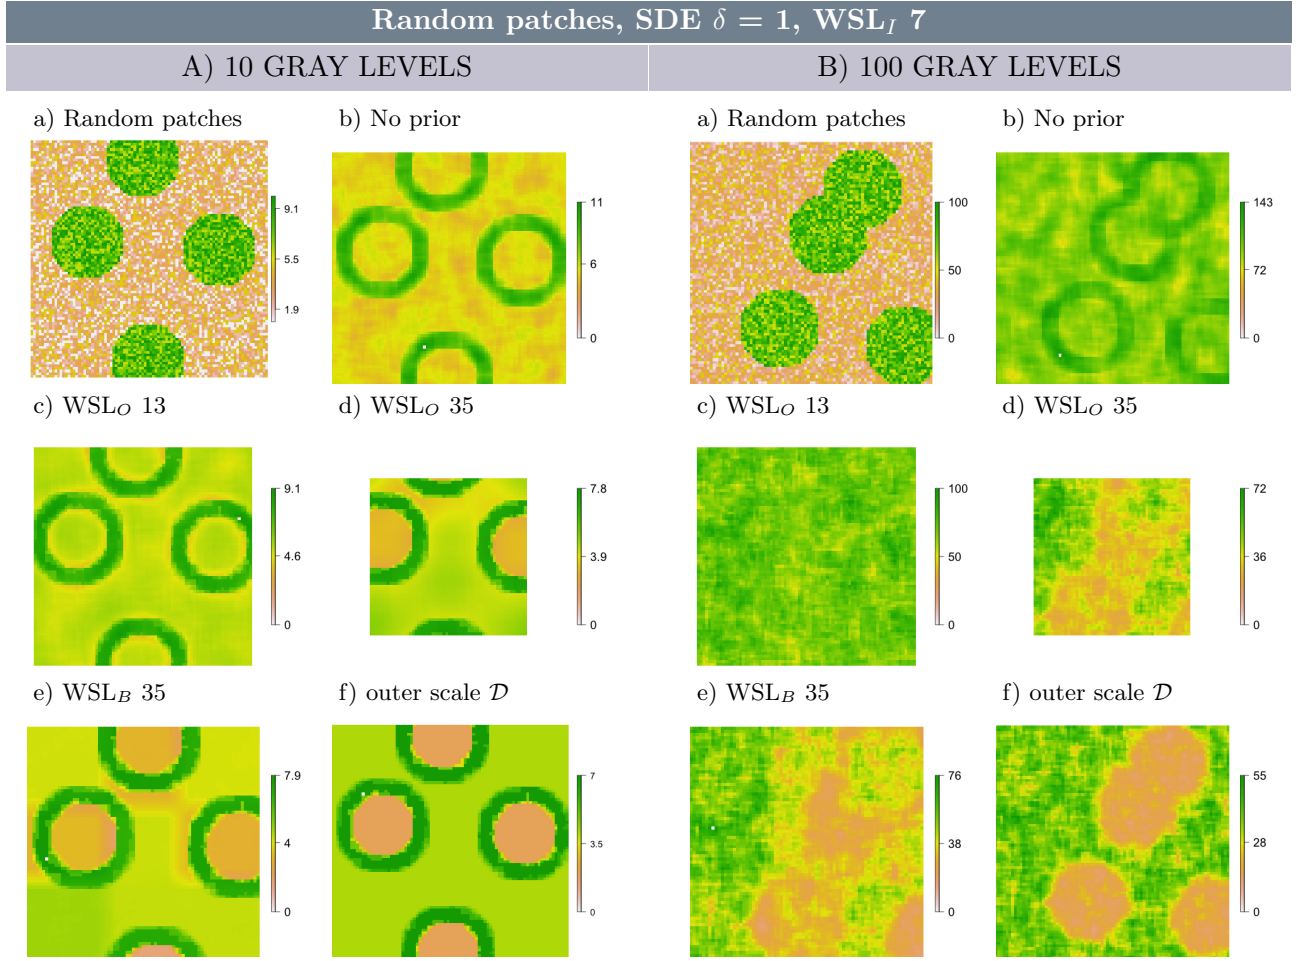 Random patches, SDE δ = 1, WSL_I 7
A) 10 GRAY LEVELS
B) 100 GRAY LEVELS
a) Random patches
b) No prior
a) Random patches
b) No prior
9.1
5.5
1.9
11
6
0
100
50
0
143
72
0
c) WSL_O 13
d) WSL_O 35
c) WSL_O 13
d) WSL_O 35
9.1
4.6
0
7.8
3.9
0
100
50
0
72
36
0
e) WSL_B 35
f) outer scale 𝒟
e) WSL_B 35
f) outer scale 𝒟
7.9
4
0
7
3.5
0
76
38
0
55
28
0